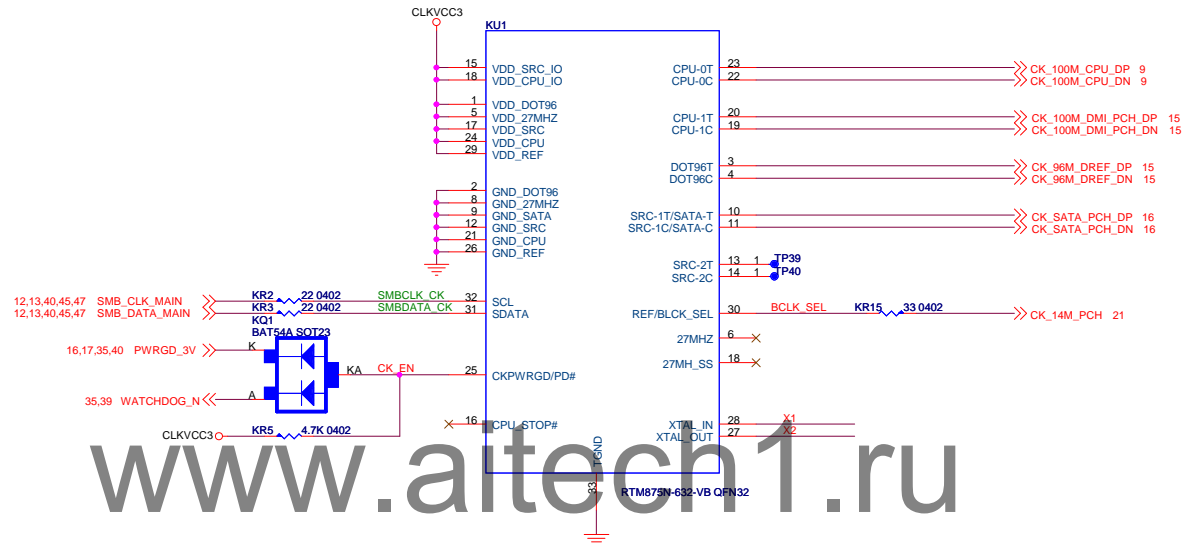 CLKVCC3
KU1
15 VDD_SRC_IO
18 VDD_CPU_IO
1 VDD_DOT96
5 VDD_27MHZ
17 VDD_SRC
24 VDD_CPU
29 VDD_REF
2 GND_DOT96
8 GND_27MHZ
9 GND_SATA
12 GND_SRC
21 GND_CPU
26 GND_REF
12,13,40,45,47 SMB_CLK_MAIN KR2 22 0402 SMBCLK_CK 32 SCL
12,13,40,45,47 SMB_DATA_MAIN KR3 22 0402 SMBDATA_CK 31 SDATA
KQ1
BAT54A SOT23
16,17,35,40 PWRGD_3V K
KA CK_EN 25 CKPWRGD/PD#
35,39 WATCHDOG_N A
CLKVCC3 KR5 4.7K 0402
16 CPU_STOP#
CPU-0T 23 CK_100M_CPU_DP 9
CPU-0C 22 CK_100M_CPU_DN 9
CPU-1T 20 CK_100M_DMI_PCH_DP 15
CPU-1C 19 CK_100M_DMI_PCH_DN 15
DOT96T 3 CK_96M_DREF_DP 15
DOT96C 4 CK_96M_DREF_DN 15
SRC-1T/SATA-T 10 CK_SATA_PCH_DP 16
SRC-1C/SATA-C 11 CK_SATA_PCH_DN 16
SRC-2T 13 1 TP39
SRC-2C 14 1 TP40
REF/BLCK_SEL 30 BCLK_SEL KR15 33 0402 CK_14M_PCH 21
27MHZ 6
27MH_SS 18
XTAL_IN 28 X1
XTAL_OUT 27 X2
TGND
33
RTM875N-632-VB QFN32
www.aitech1.ru